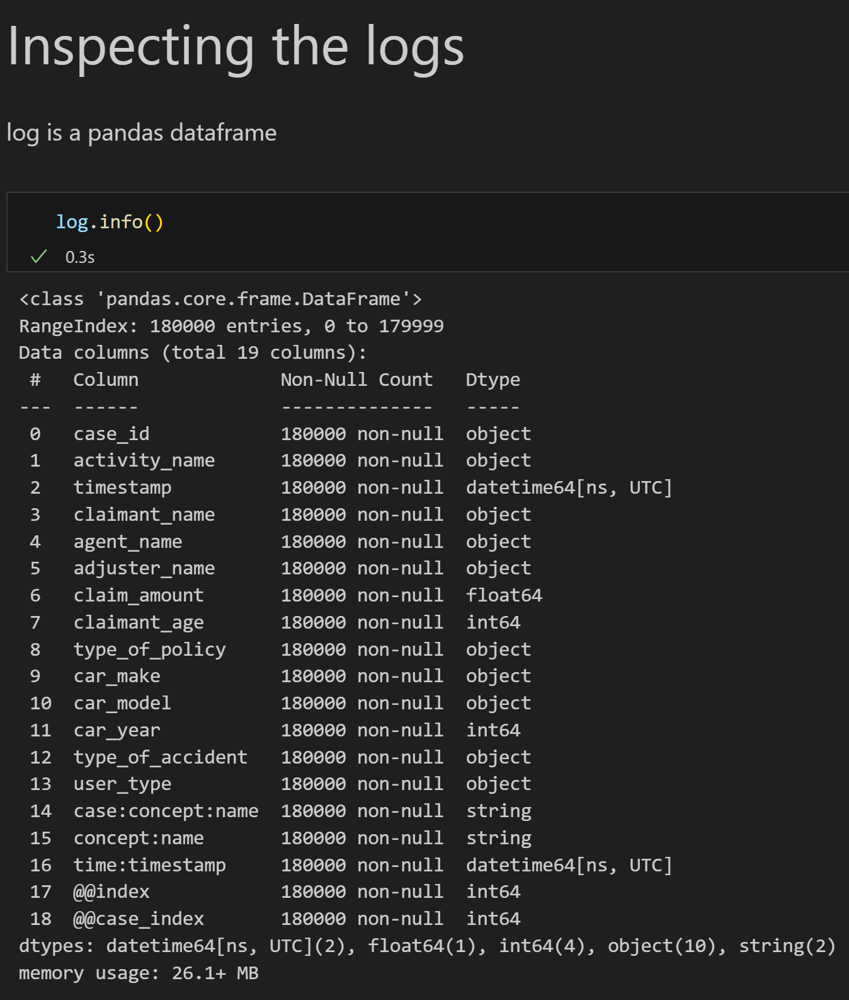 Inspecting the logs
log is a pandas dataframe
log.info()
0.3s
<class 'pandas.core.frame.DataFrame'>
RangeIndex: 180000 entries, 0 to 179999
Data columns (total 19 columns):
 #   Column             Non-Null Count   Dtype
---  ------             --------------   -----
 0   case_id            180000 non-null  object
 1   activity_name      180000 non-null  object
 2   timestamp          180000 non-null  datetime64[ns, UTC]
 3   claimant_name      180000 non-null  object
 4   agent_name         180000 non-null  object
 5   adjuster_name      180000 non-null  object
 6   claim_amount       180000 non-null  float64
 7   claimant_age       180000 non-null  int64
 8   type_of_policy     180000 non-null  object
 9   car_make           180000 non-null  object
 10  car_model          180000 non-null  object
 11  car_year           180000 non-null  int64
 12  type_of_accident   180000 non-null  object
 13  user_type          180000 non-null  object
 14  case:concept:name  180000 non-null  string
 15  concept:name       180000 non-null  string
 16  time:timestamp     180000 non-null  datetime64[ns, UTC]
 17  @@index            180000 non-null  int64
 18  @@case_index       180000 non-null  int64
dtypes: datetime64[ns, UTC](2), float64(1), int64(4), object(10), string(2)
memory usage: 26.1+ MB